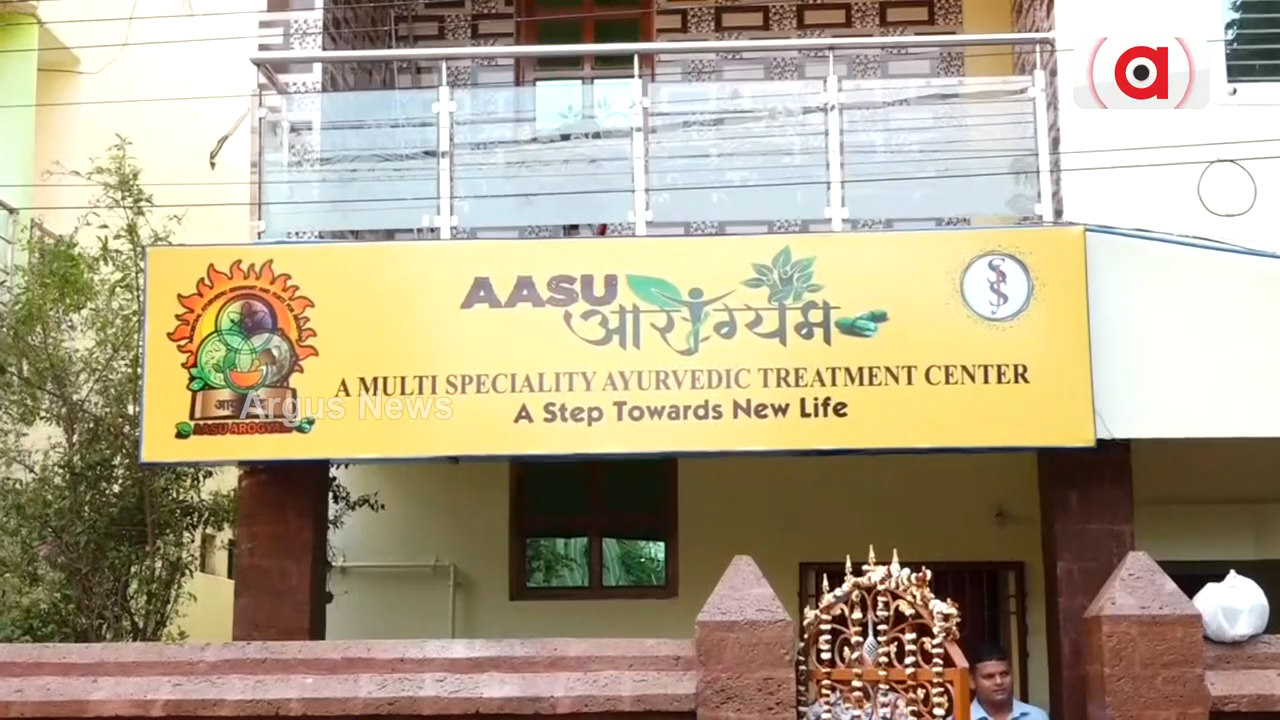 a
AASU
आरोग्यम
A MULTI SPECIALITY AYURVEDIC TREATMENT CENTER
A Step Towards New Life
AASU AROGYAM
Argus News